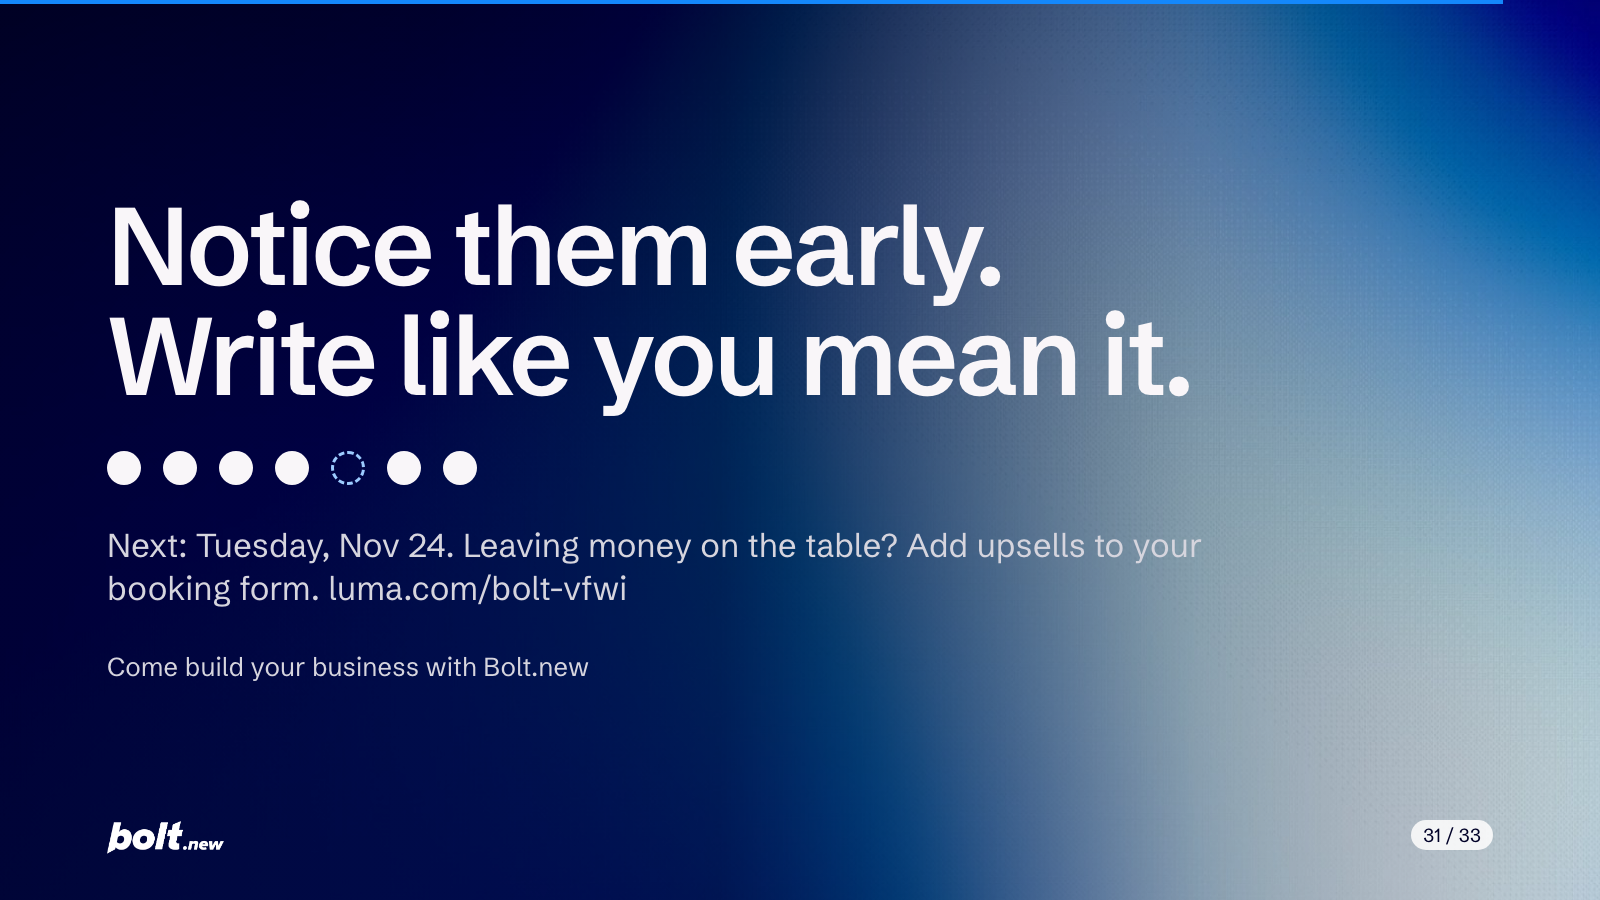 Notice them early.
Write like you mean it.
Next: Tuesday, Nov 24. Leaving money on the table? Add upsells to your
booking form. luma.com/bolt-vfwi
Come build your business with Bolt.new
bolt.new
31 / 33